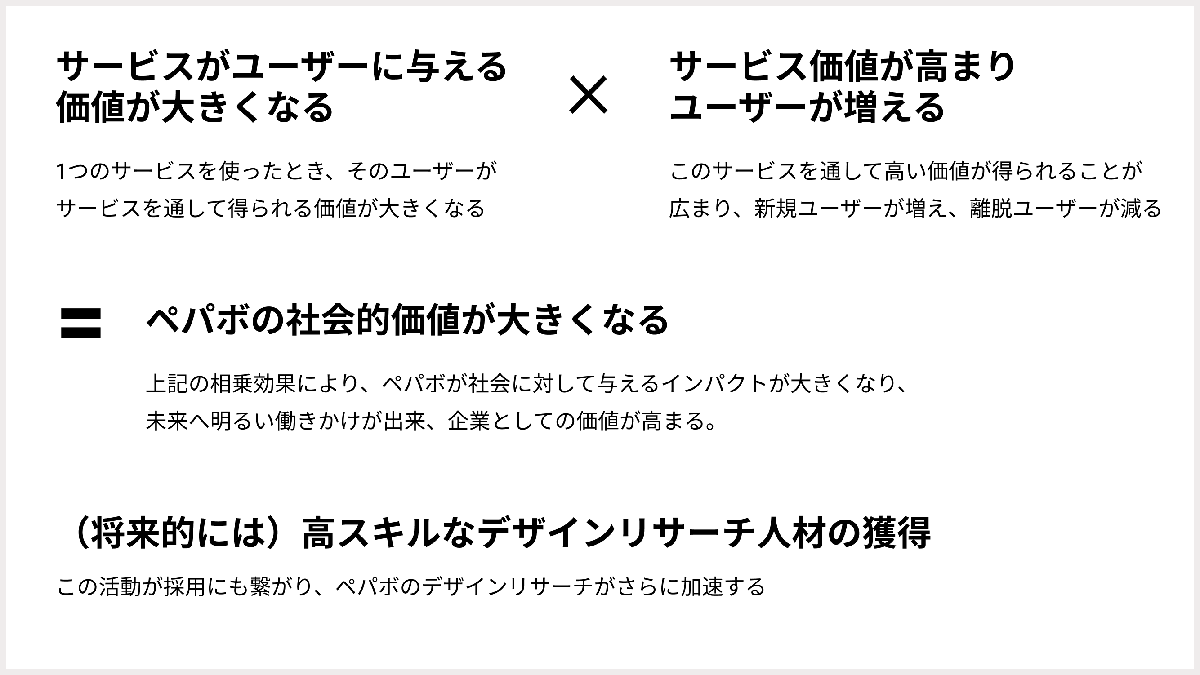 サービスがユーザーに与える
価値が大きくなる
×
サービス価値が高まり
ユーザーが増える
1つのサービスを使ったとき、そのユーザーが
サービスを通して得られる価値が大きくなる
このサービスを通して高い価値が得られることが
広まり、新規ユーザーが増え、離脱ユーザーが減る
= ペパボの社会的価値が大きくなる
上記の相乗効果により、ペパボが社会に対して与えるインパクトが大きくなり、
未来へ明るい働きかけが出来、企業としての価値が高まる。
（将来的には）高スキルなデザインリサーチ人材の獲得
この活動が採用にも繋がり、ペパボのデザインリサーチがさらに加速する